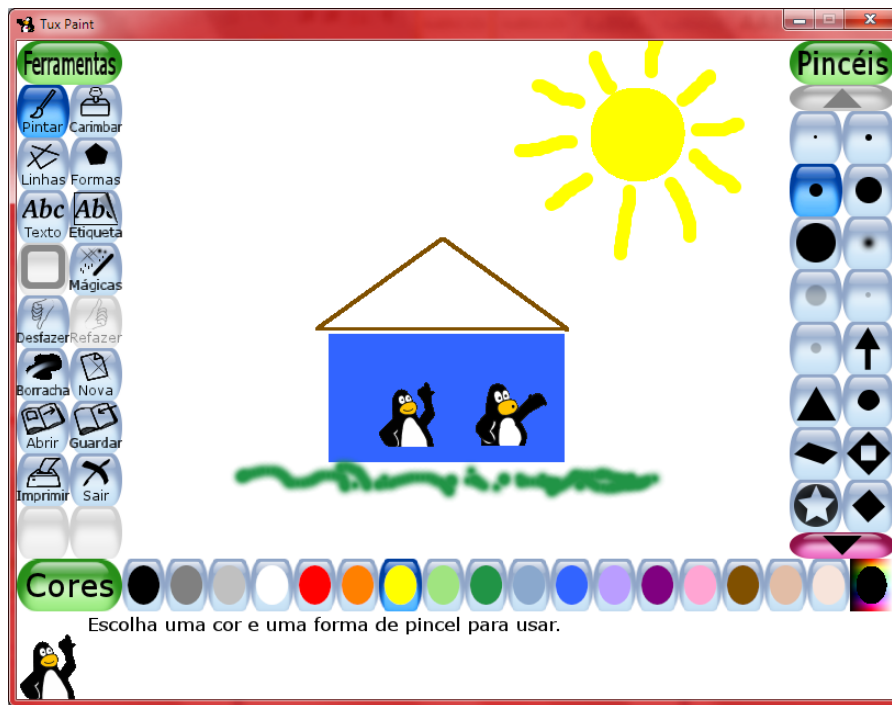 Tux Paint
Ferramentas
Pincéis
Pintar Carimbar
Linhas Formas
Abc Abc
Texto Etiqueta
Mágicas
Desfazer Refazer
Borracha Nova
Abrir Guardar
Imprimir Sair
Cores
Escolha uma cor e uma forma de pincel para usar.